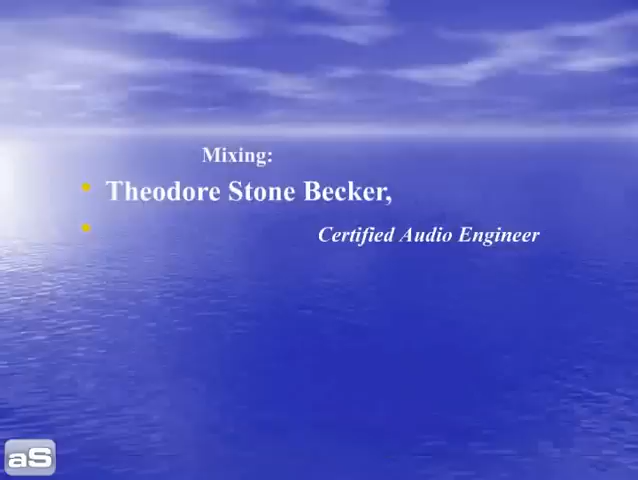 Mixing:
Theodore Stone Becker,
Certified Audio Engineer
aS